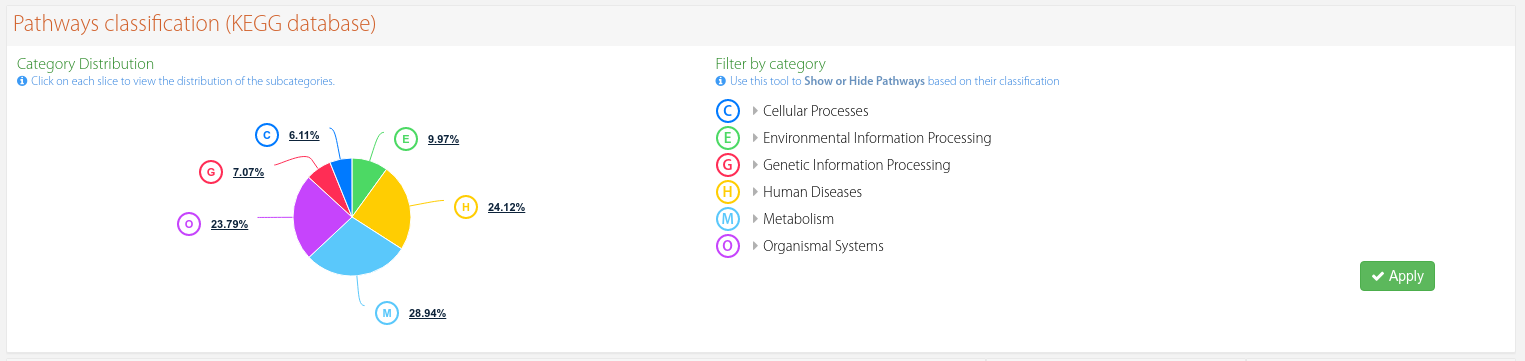 Pathways classification (KEGG database)
Category Distribution
Click on each slice to view the distribution of the subcategories.
C 6.11%
E 9.97%
G 7.07%
H 24.12%
O 23.79%
M 28.94%
Filter by category
Use this tool to Show or Hide Pathways based on their classification
C Cellular Processes
E Environmental Information Processing
G Genetic Information Processing
H Human Diseases
M Metabolism
O Organismal Systems
Apply